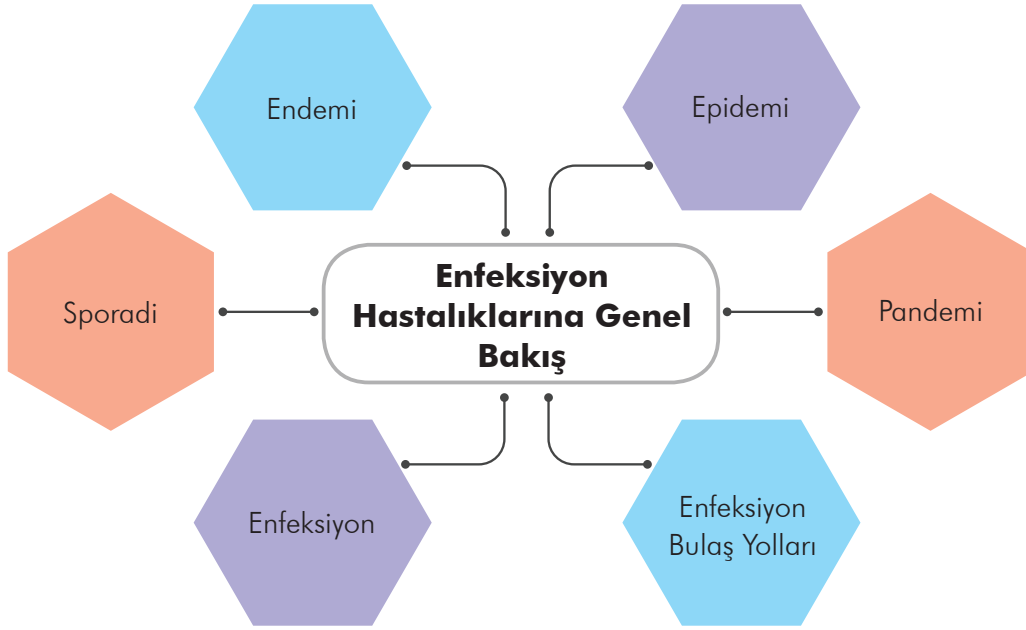 Endemi
Epidemi
Sporadi
Enfeksiyon
Hastalıklarına Genel
Bakış
Pandemi
Enfeksiyon
Enfeksiyon
Bulaş Yolları